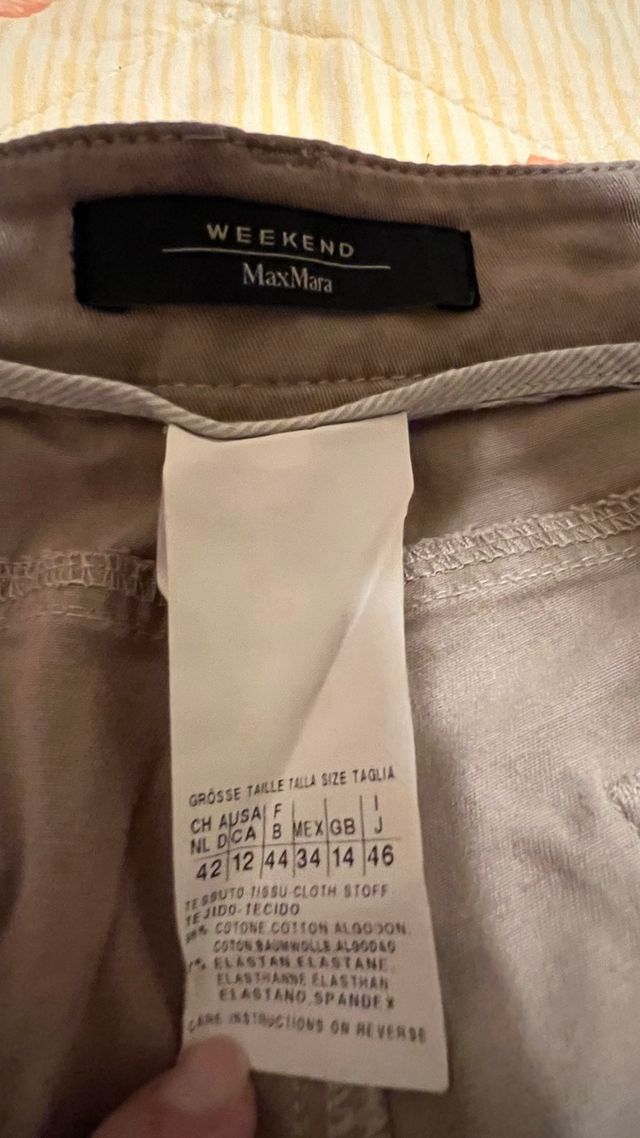 WEEKEND
MaxMara
GRÖSSE TAILLE TALLA SIZE TAGLIA
CH A USA F I
NL D CA B MEX GB J
42 12 44 34 14 46
TESSUTO TISSU CLOTH STOFF
TEJIDO-TECIDO
COTONE COTTON ALGODON
COTON BAUMWOLLE ALGODAO
ELASTAN ELASTANE
ELASTHANNE ELASTHAN
ELASTANO SPANDEX
CARE INSTRUCTIONS ON REVERSE